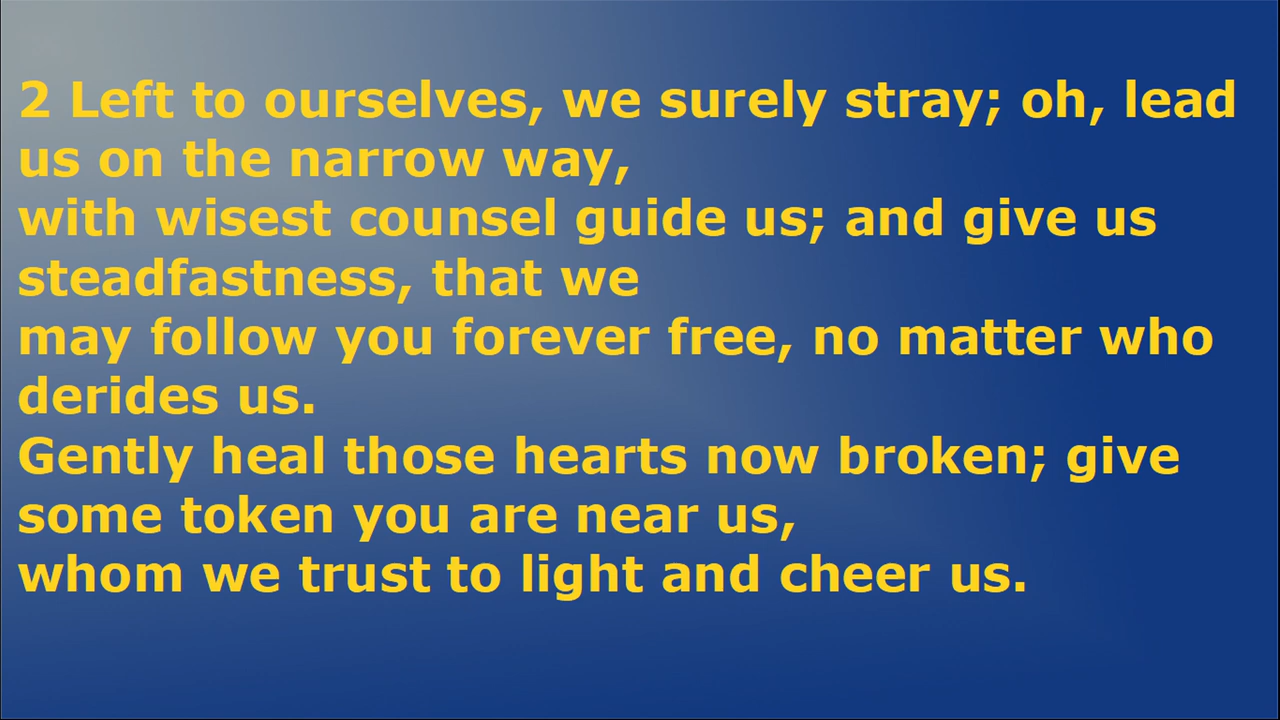 2 Left to ourselves, we surely stray; oh, lead
us on the narrow way,
with wisest counsel guide us; and give us
steadfastness, that we
may follow you forever free, no matter who
derides us.
Gently heal those hearts now broken; give
some token you are near us,
whom we trust to light and cheer us.